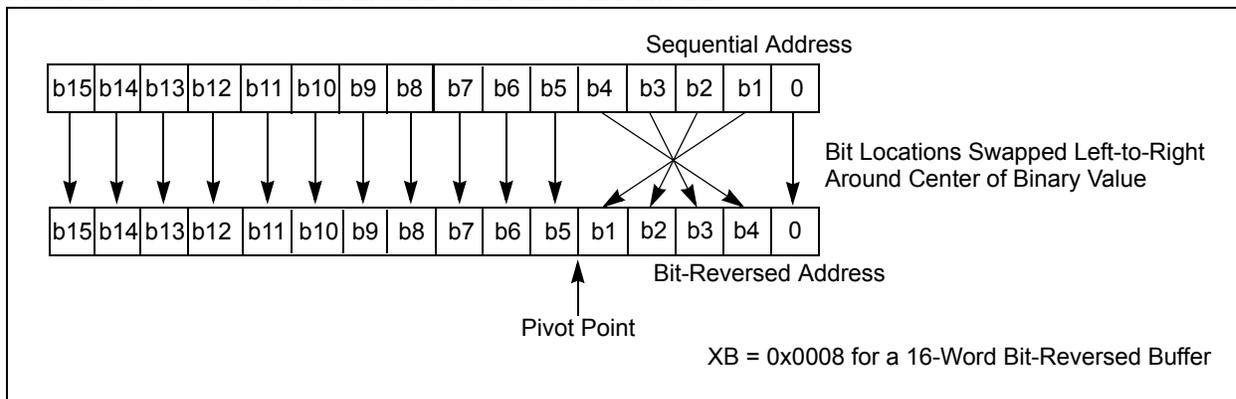 Sequential Address
b15 b14 b13 b12 b11 b10 b9 b8 b7 b6 b5 b4 b3 b2 b1 0
Bit Locations Swapped Left-to-Right
Around Center of Binary Value
b15 b14 b13 b12 b11 b10 b9 b8 b7 b6 b5 b1 b2 b3 b4 0
Bit-Reversed Address
Pivot Point
XB = 0x0008 for a 16-Word Bit-Reversed Buffer